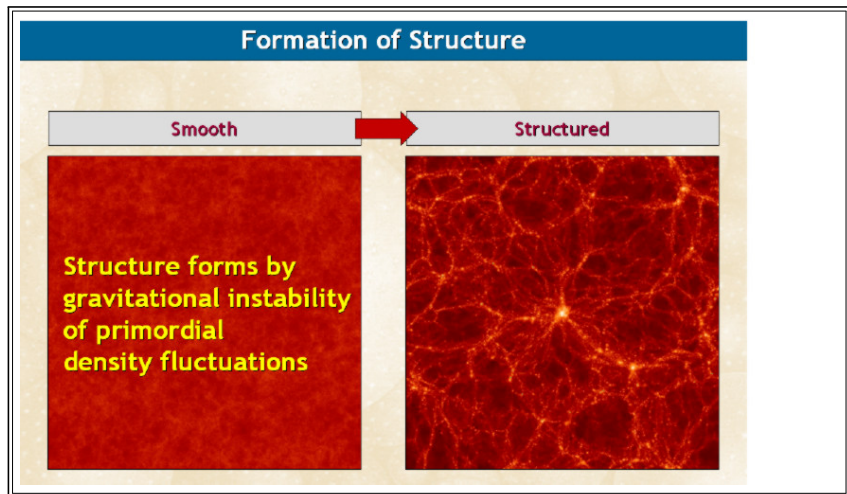 Formation of Structure
Smooth
Structured
Structure forms by
gravitational instability
of primordial
density fluctuations